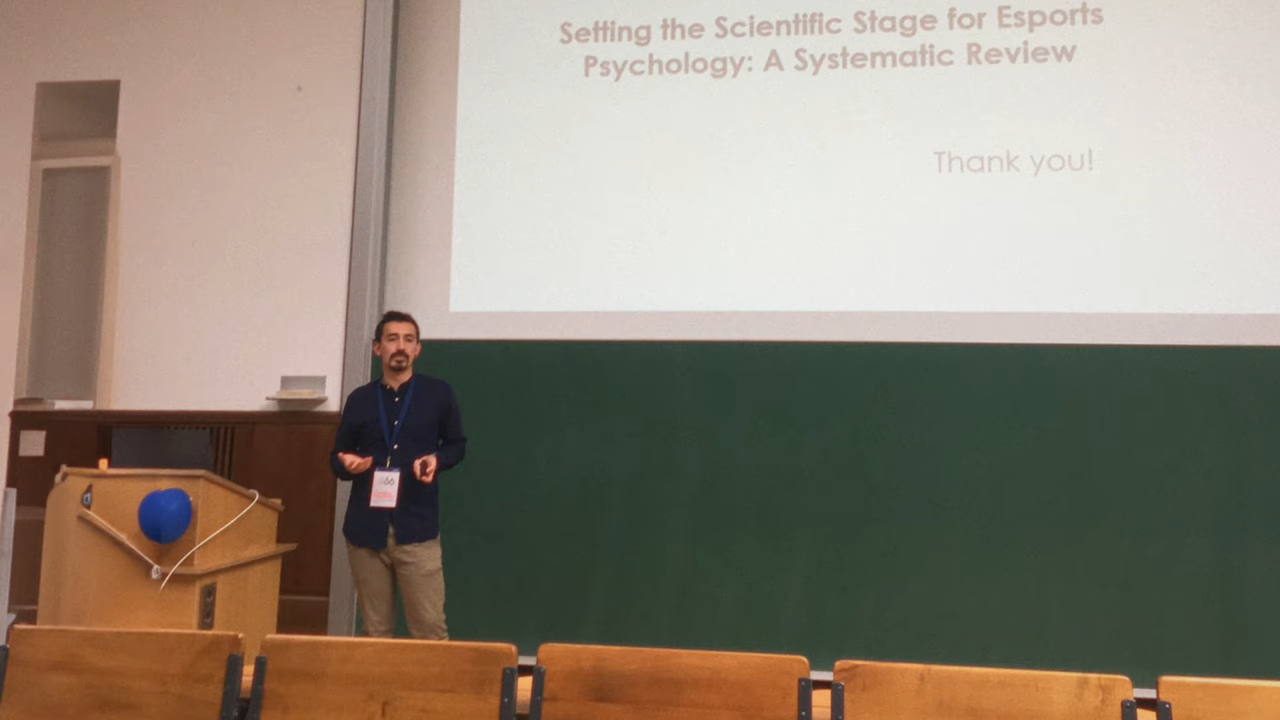 Setting the Scientific Stage for Esports
Psychology: A Systematic Review
Thank you!